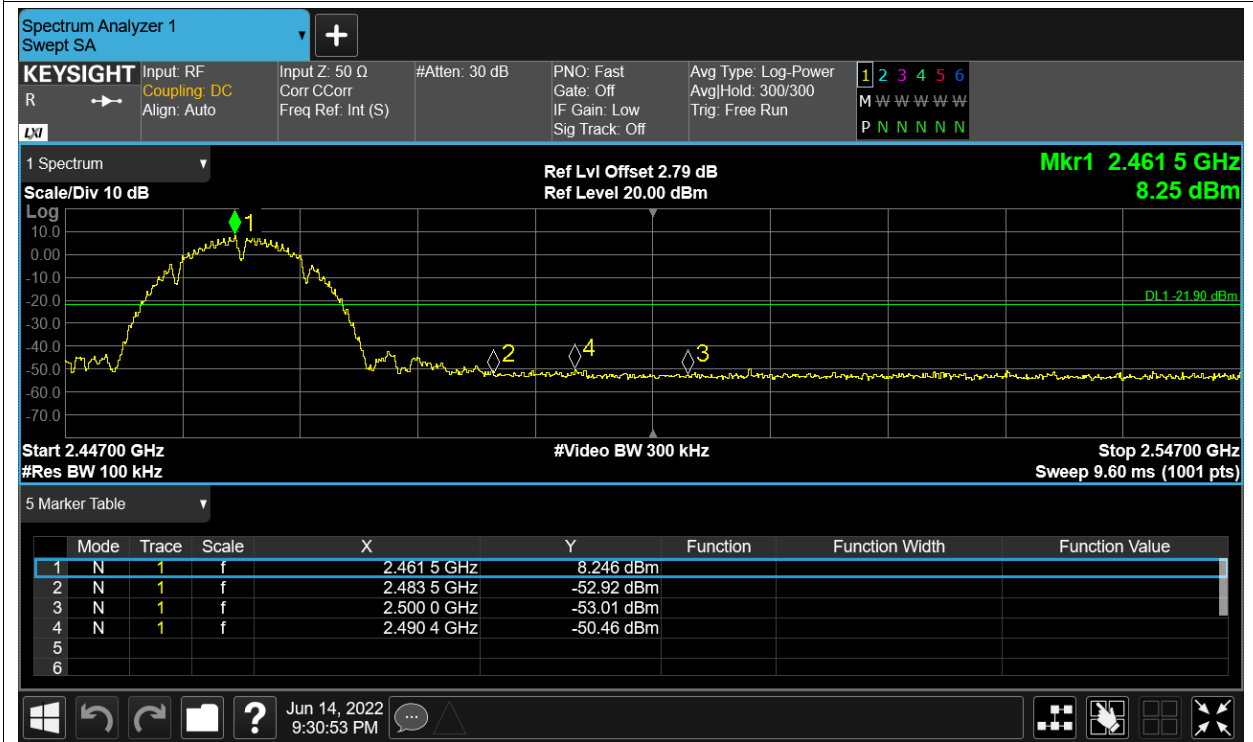 Spectrum Analyzer 1
Swept SA
KEYSIGHT Input: RF Input Z: 50 Ω #Atten: 30 dB PNO: Fast Avg Type: Log-Power 1 2 3 4 5 6
R Coupling: DC Corr CCorr Gate: Off Avg|Hold: 300/300 M W W W W W
Align: Auto Freq Ref: Int (S) IF Gain: Low Trig: Free Run
LXI Sig Track: Off P N N N N N
1 Spectrum Ref Lvl Offset 2.79 dB Mkr1 2.461 5 GHz
Scale/Div 10 dB Ref Level 20.00 dBm 8.25 dBm
Log
1
10.0
0.00
-10.0
-20.0 DL1 -21.90 dBm
-30.0
-40.0 2 4 3
-50.0
-60.0
-70.0
Start 2.44700 GHz #Video BW 300 kHz Stop 2.54700 GHz
#Res BW 100 kHz Sweep 9.60 ms (1001 pts)
5 Marker Table
Mode Trace Scale X Y Function Function Width Function Value
1 N 1 f 2.461 5 GHz 8.246 dBm
2 N 1 f 2.483 5 GHz -52.92 dBm
3 N 1 f 2.500 0 GHz -53.01 dBm
4 N 1 f 2.490 4 GHz -50.46 dBm
5
6
? Jun 14, 2022
9:30:53 PM